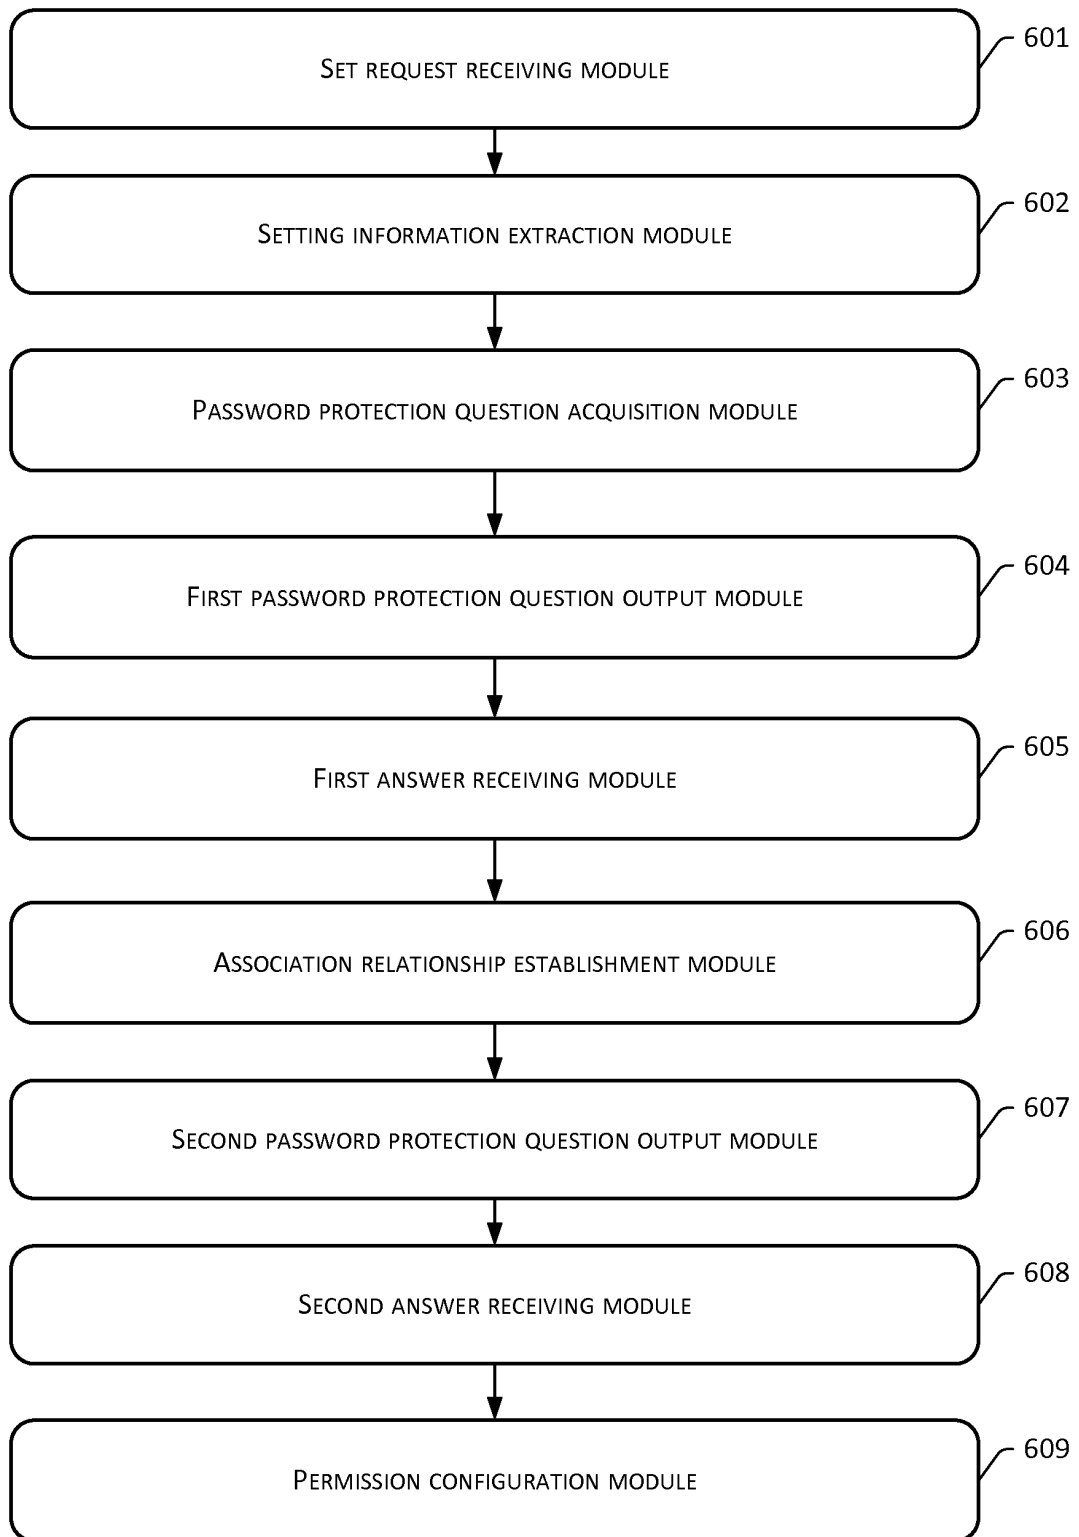 Set request receiving module
601
Setting information extraction module
602
Password protection question acquisition module
603
First password protection question output module
604
First answer receiving module
605
Association relationship establishment module
606
Second password protection question output module
607
Second answer receiving module
608
Permission configuration module
609